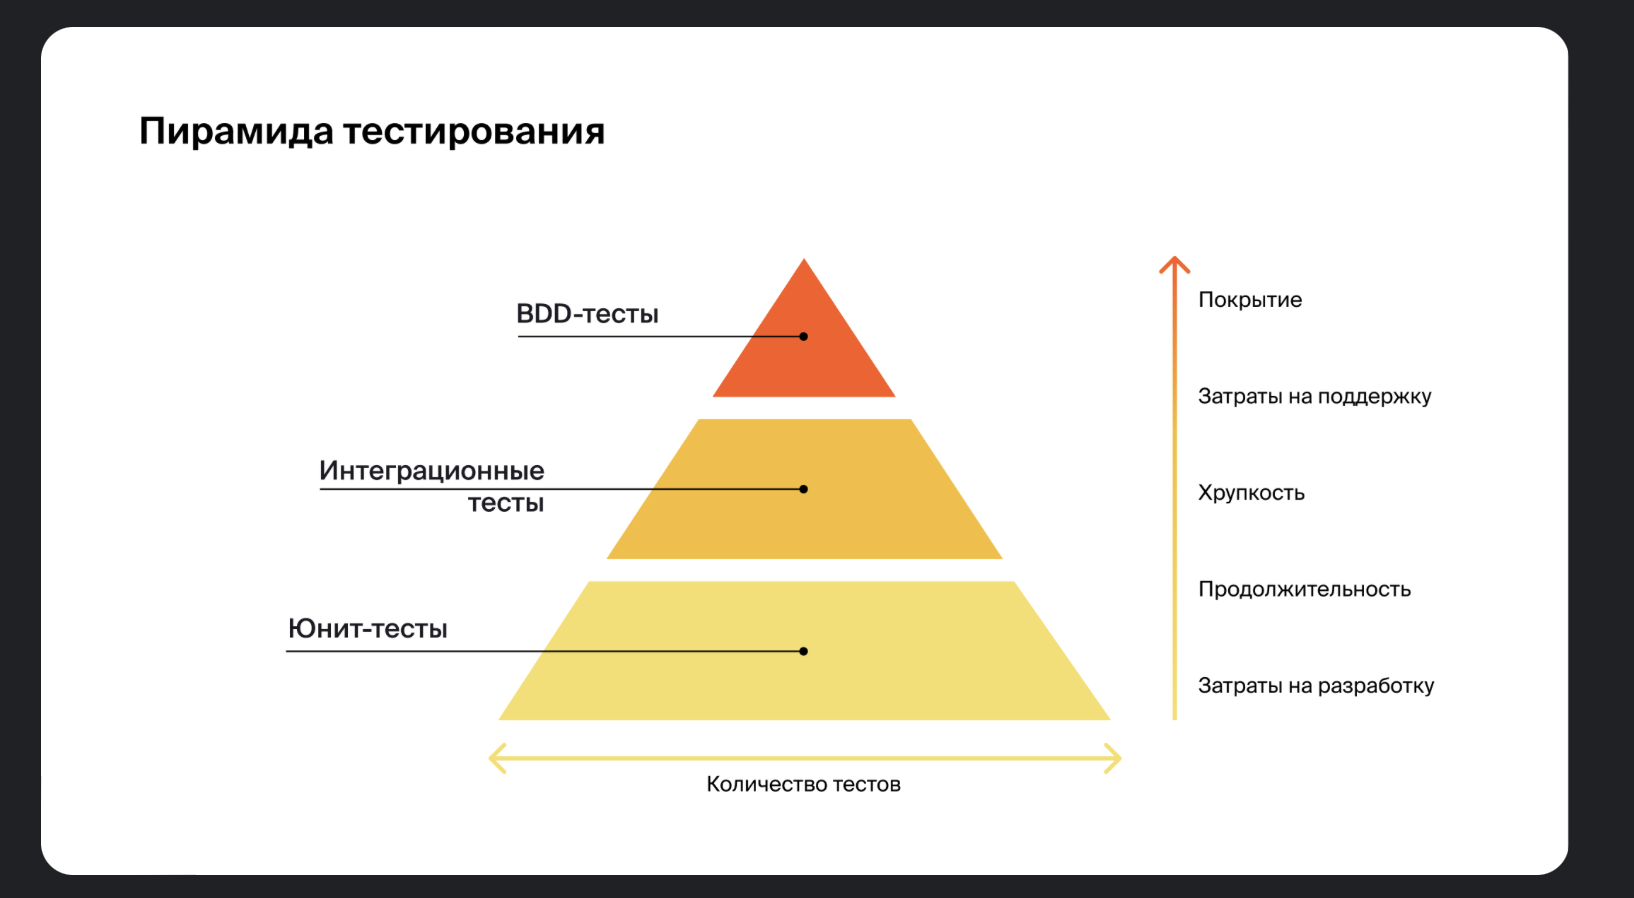 Пирамида тестирования
BDD-тесты
Интеграционные
тесты
Юнит-тесты
Покрытие
Затраты на поддержку
Хрупкость
Продолжительность
Затраты на разработку
Количество тестов